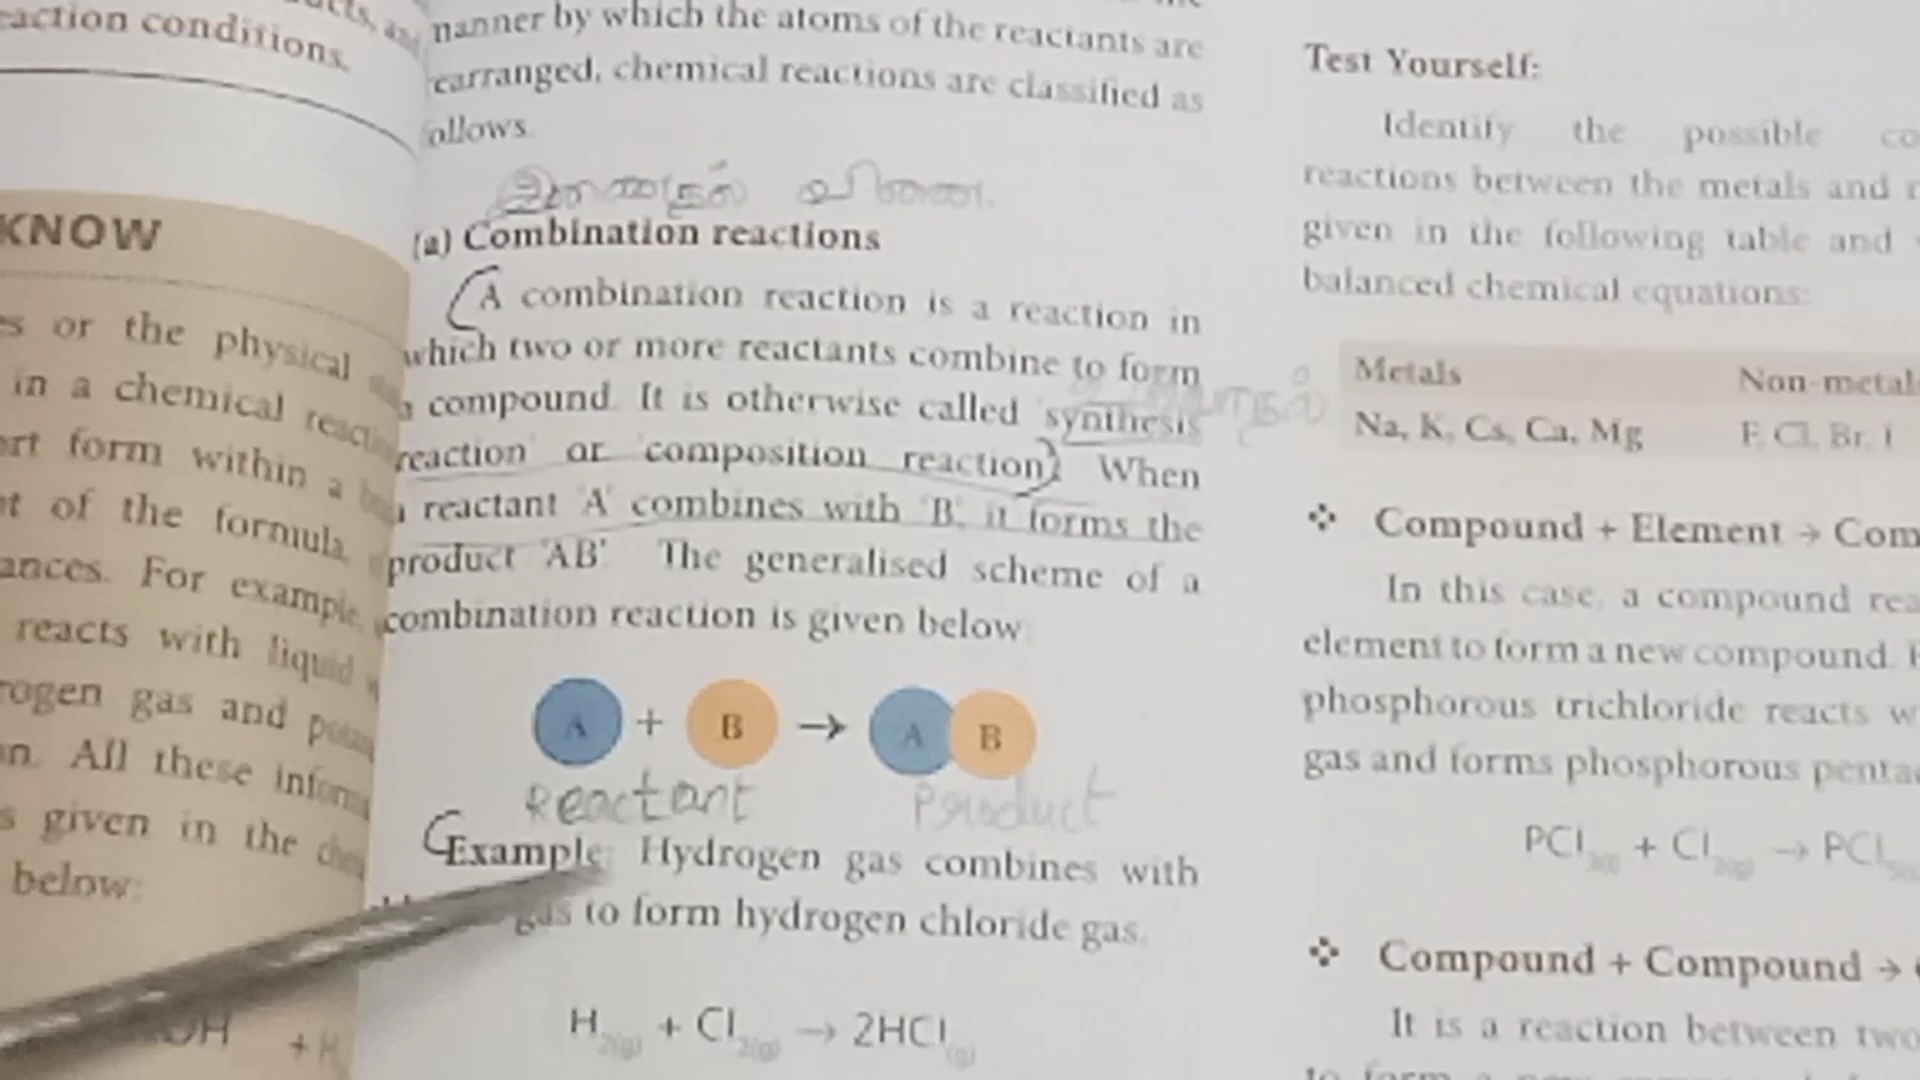 action conditions.
KNOW
or the physical
in a chemical
form within a
of the formula.
For example,
reacts with liquid
gas and
All these
given in the
below:
+ H
manner by which the atoms of the reactants are
rearranged, chemical reactions are classified as
follows.
(a) Combination reactions
A combination reaction is a reaction in
which two or more reactants combine to form
a compound. It is otherwise called 'synthesis
reaction' or 'composition reaction'. When
a reactant 'A' combines with 'B', it forms the
product 'AB'. The generalised scheme of a
combination reaction is given below:
A + B → A B
Reactant Product
Example: Hydrogen gas combines with
gas to form hydrogen chloride gas.
H2(g) + Cl2(g) → 2HCl(g)
Test Yourself:
Identify the possible
reactions between the metals and
given in the following table and
balanced chemical equations:
Metals Non-metals
Na, K, Cs, Ca, Mg F, Cl, Br, I
❖ Compound + Element → Com
In this case, a compound
element to form a new compound.
phosphorous trichloride reacts
gas and forms phosphorous
PCl3(l) + Cl2(g) → PCl5(s)
❖ Compound + Compound →
It is a reaction between two
to form a new